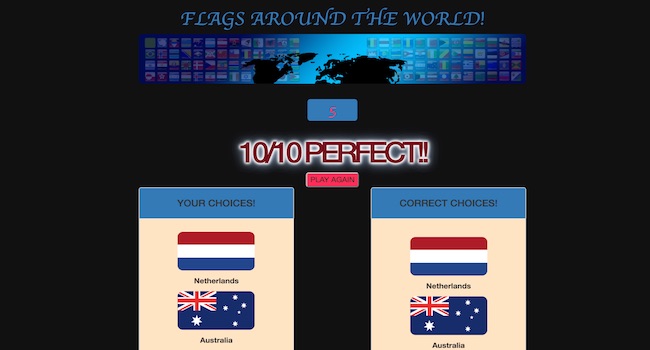 FLAGS AROUND THE WORLD!
5
10/10 PERFECT!!
PLAY AGAIN
YOUR CHOICES!
Netherlands
Australia
CORRECT CHOICES!
Netherlands
Australia